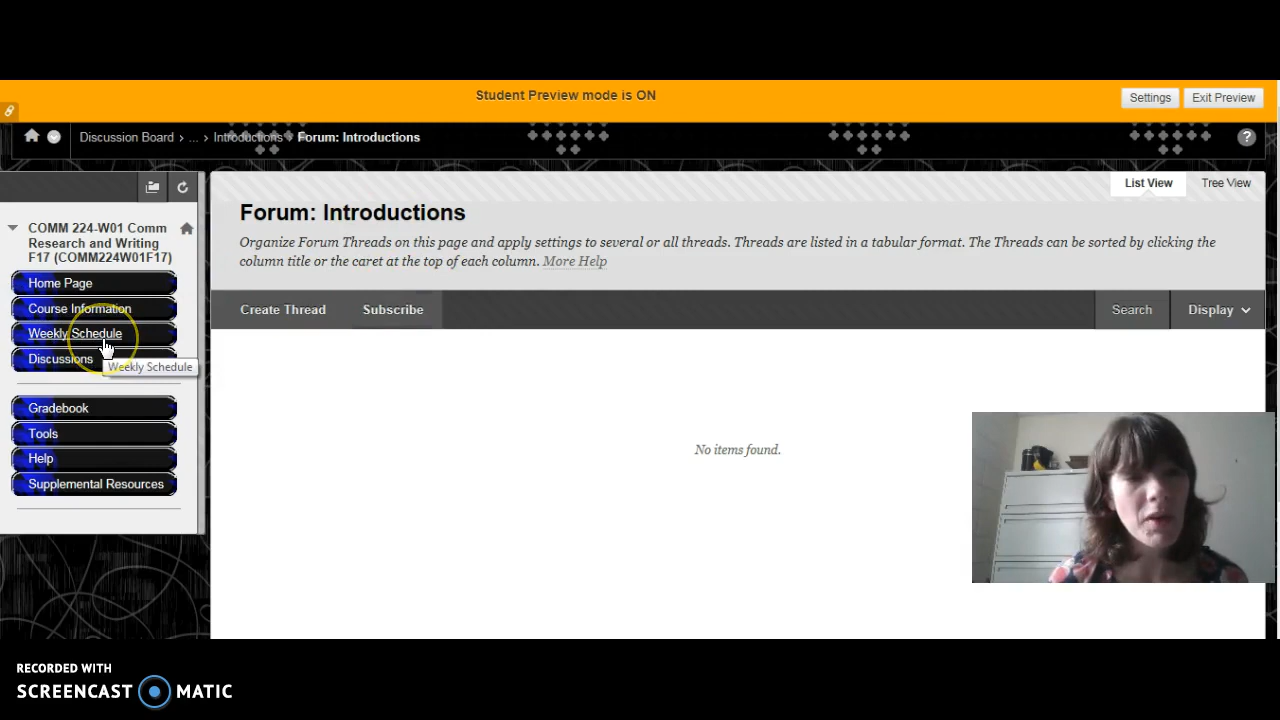 Student Preview mode is ON
Settings
Exit Preview
Discussion Board > ... > Introductions > Forum: Introductions
?
List View
Tree View
COMM 224-W01 Comm
Research and Writing
F17 (COMM224W01F17)
Home Page
Course Information
Weekly Schedule
Discussions
Weekly Schedule
Gradebook
Tools
Help
Supplemental Resources
Forum: Introductions
Organize Forum Threads on this page and apply settings to several or all threads. Threads are listed in a tabular format. The Threads can be sorted by clicking the
column title or the caret at the top of each column. More Help
Create Thread
Subscribe
Search
Display
No items found.
RECORDED WITH
SCREENCAST MATIC